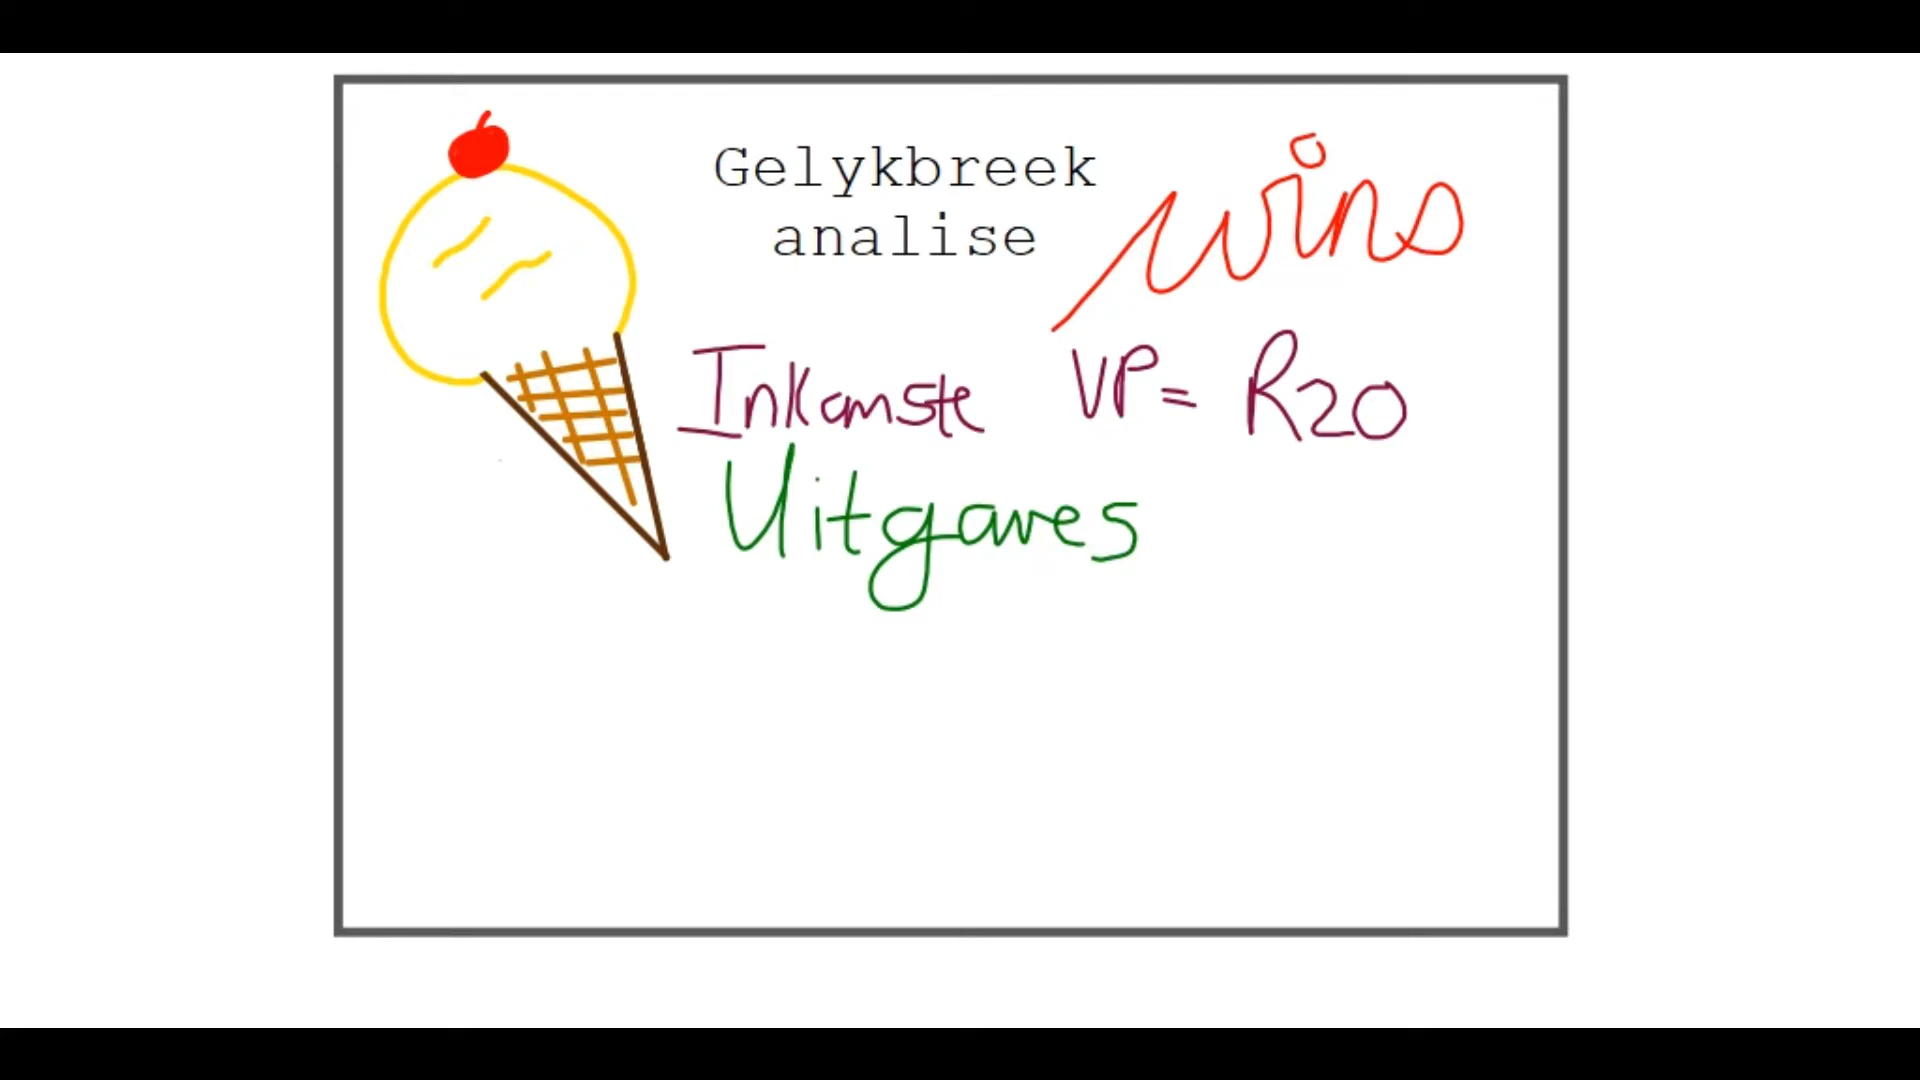 Gelykbreek
analise
wins
Inkomste VP= R20
Uitgawes